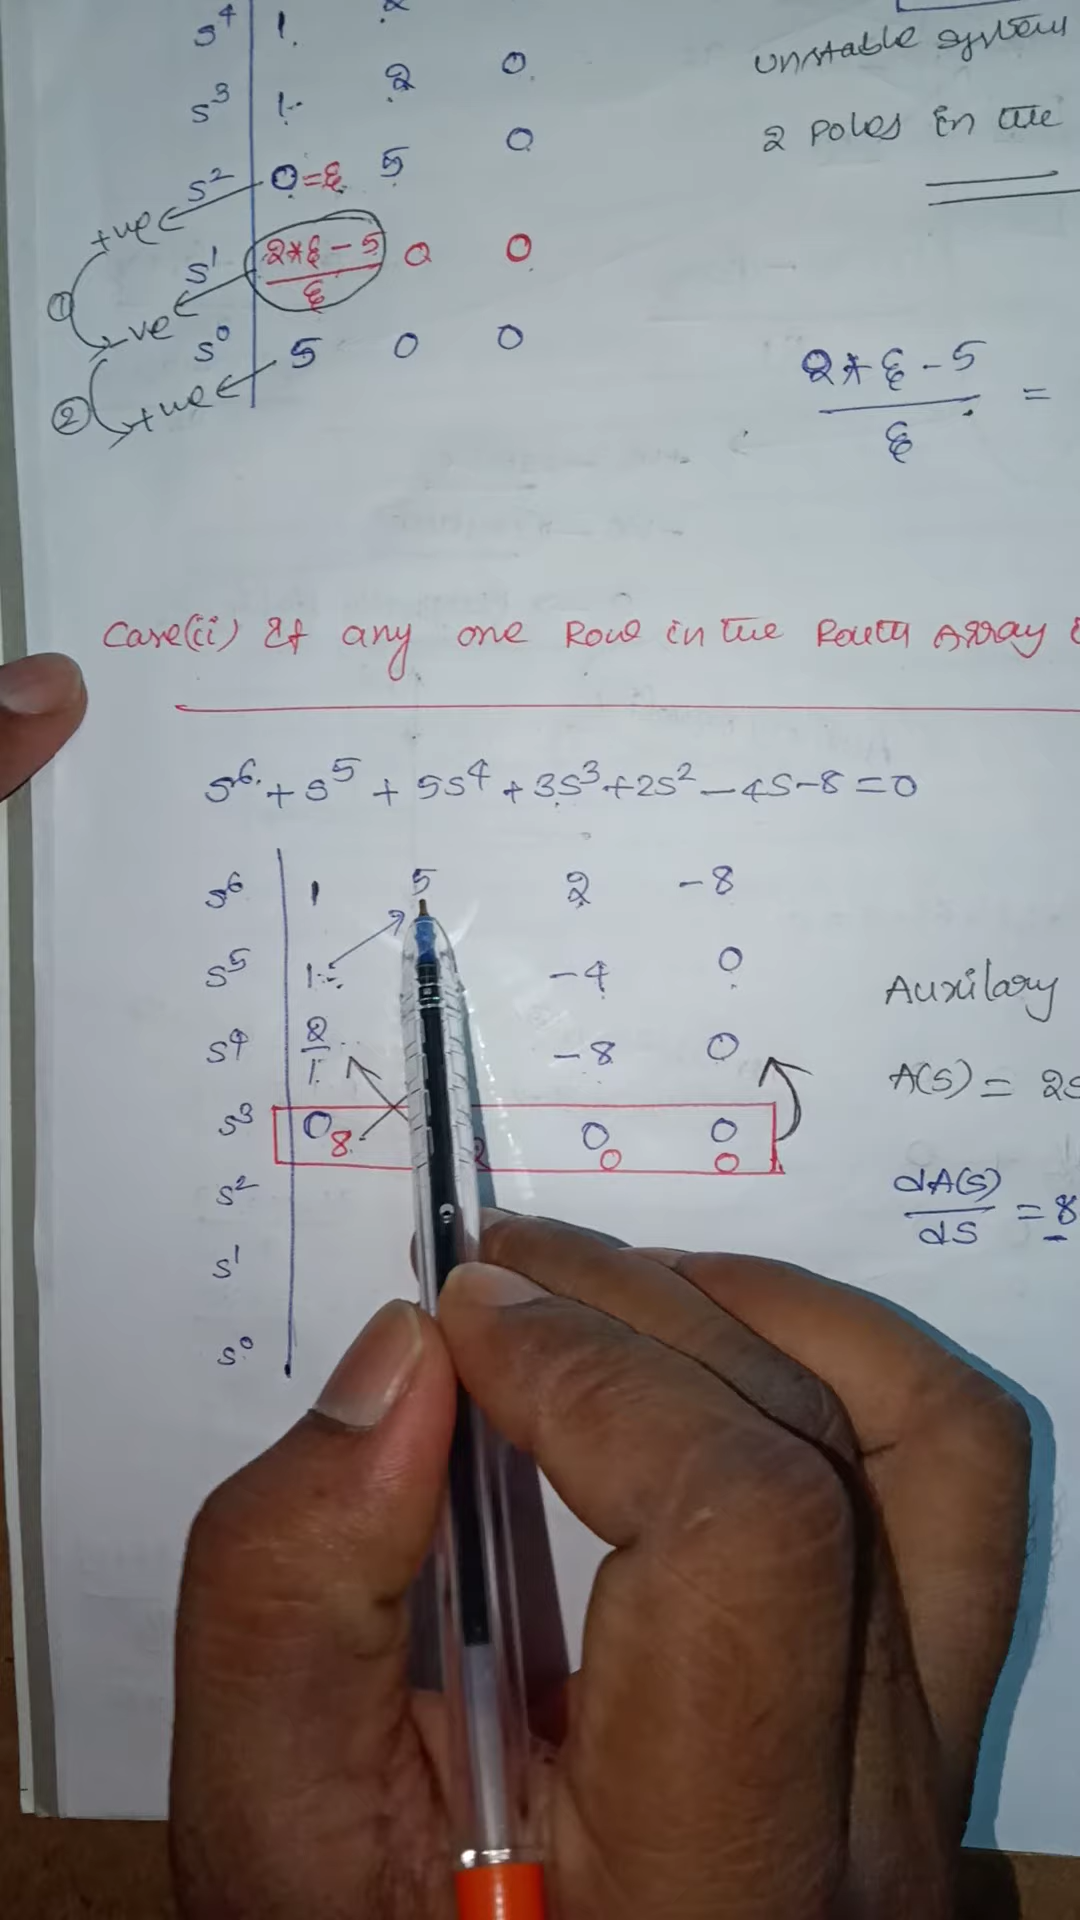 s⁴ 1
s³ 1 2 0
unstable system
s² 0=ε 5 0
2 poles in the
+ve
s¹ 2*ε-5/ε 0 0
① -ve
s⁰ 5 0 0
② +ve
2*ε-5/ε =
Case(ii) If any one Row in the Routh Array
s⁶ + s⁵ + 5s⁴ + 3s³ + 2s² - 4s - 8 = 0
s⁶ 1 5 2 -8
s⁵ 1 -4 0
Auxilary
s⁴ 2/1 -8 0
A(s) = 2s
s³ 0 0 0
8 2 0 0
s²
dA(s)/ds = 8
s¹
s⁰